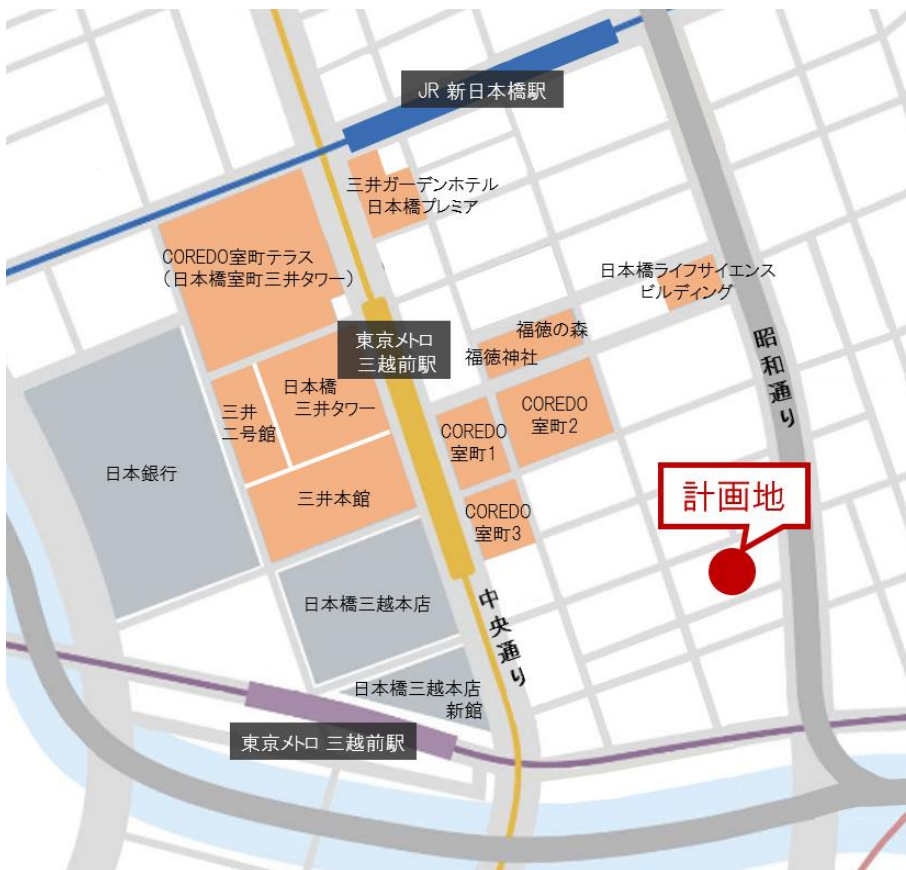 JR 新日本橋駅
三井ガーデンホテル
日本橋プレミア
COREDO室町テラス
（日本橋室町三井タワー）
日本橋ライフサイエンス
ビルディング
東京メトロ
三越前駅
福徳の森
福徳神社
昭和通り
日本橋
三井タワー
三井
二号館
COREDO
室町1
COREDO
室町2
日本銀行
三井本館
COREDO
室町3
計画地
日本橋三越本店
中央通り
日本橋三越本店
新館
東京メトロ 三越前駅